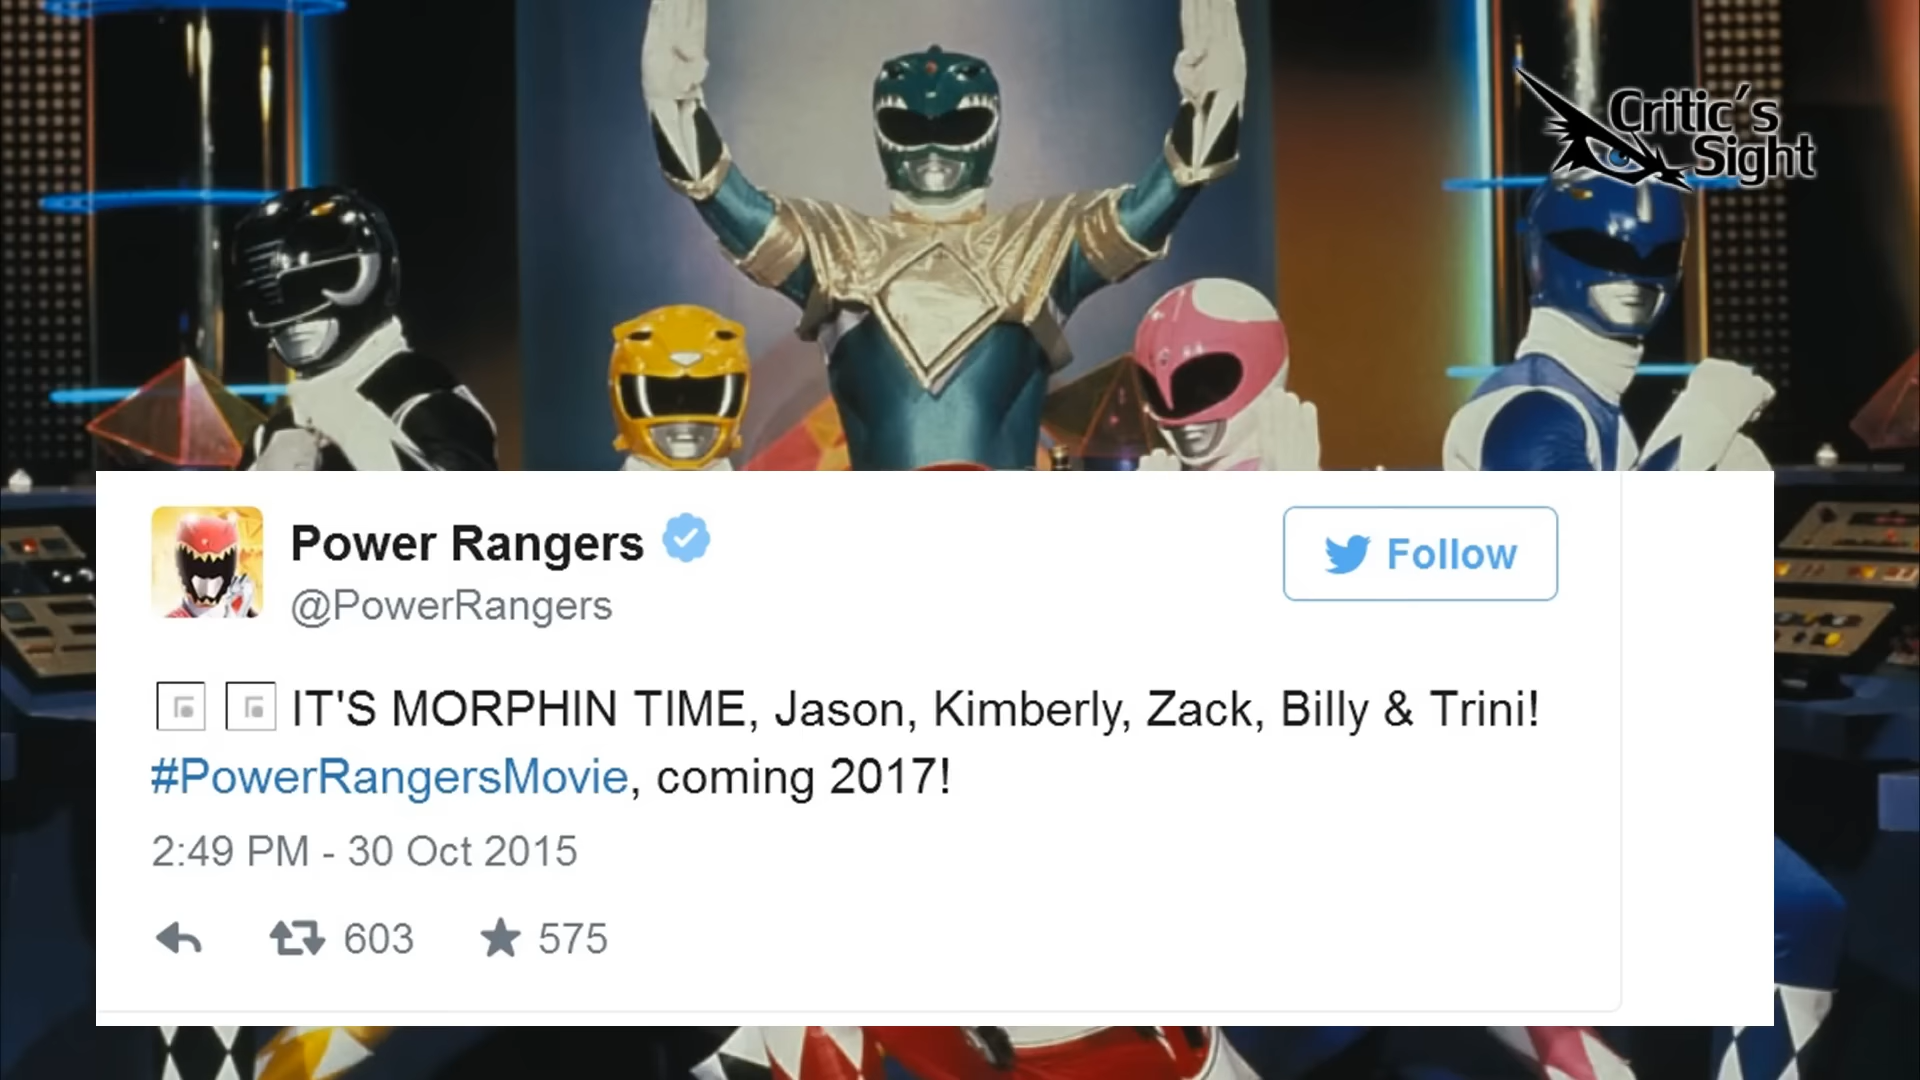 Critic's
Sight
Power Rangers
@PowerRangers
Follow
IT'S MORPHIN TIME, Jason, Kimberly, Zack, Billy & Trini!
#PowerRangersMovie, coming 2017!
2:49 PM - 30 Oct 2015
603 575